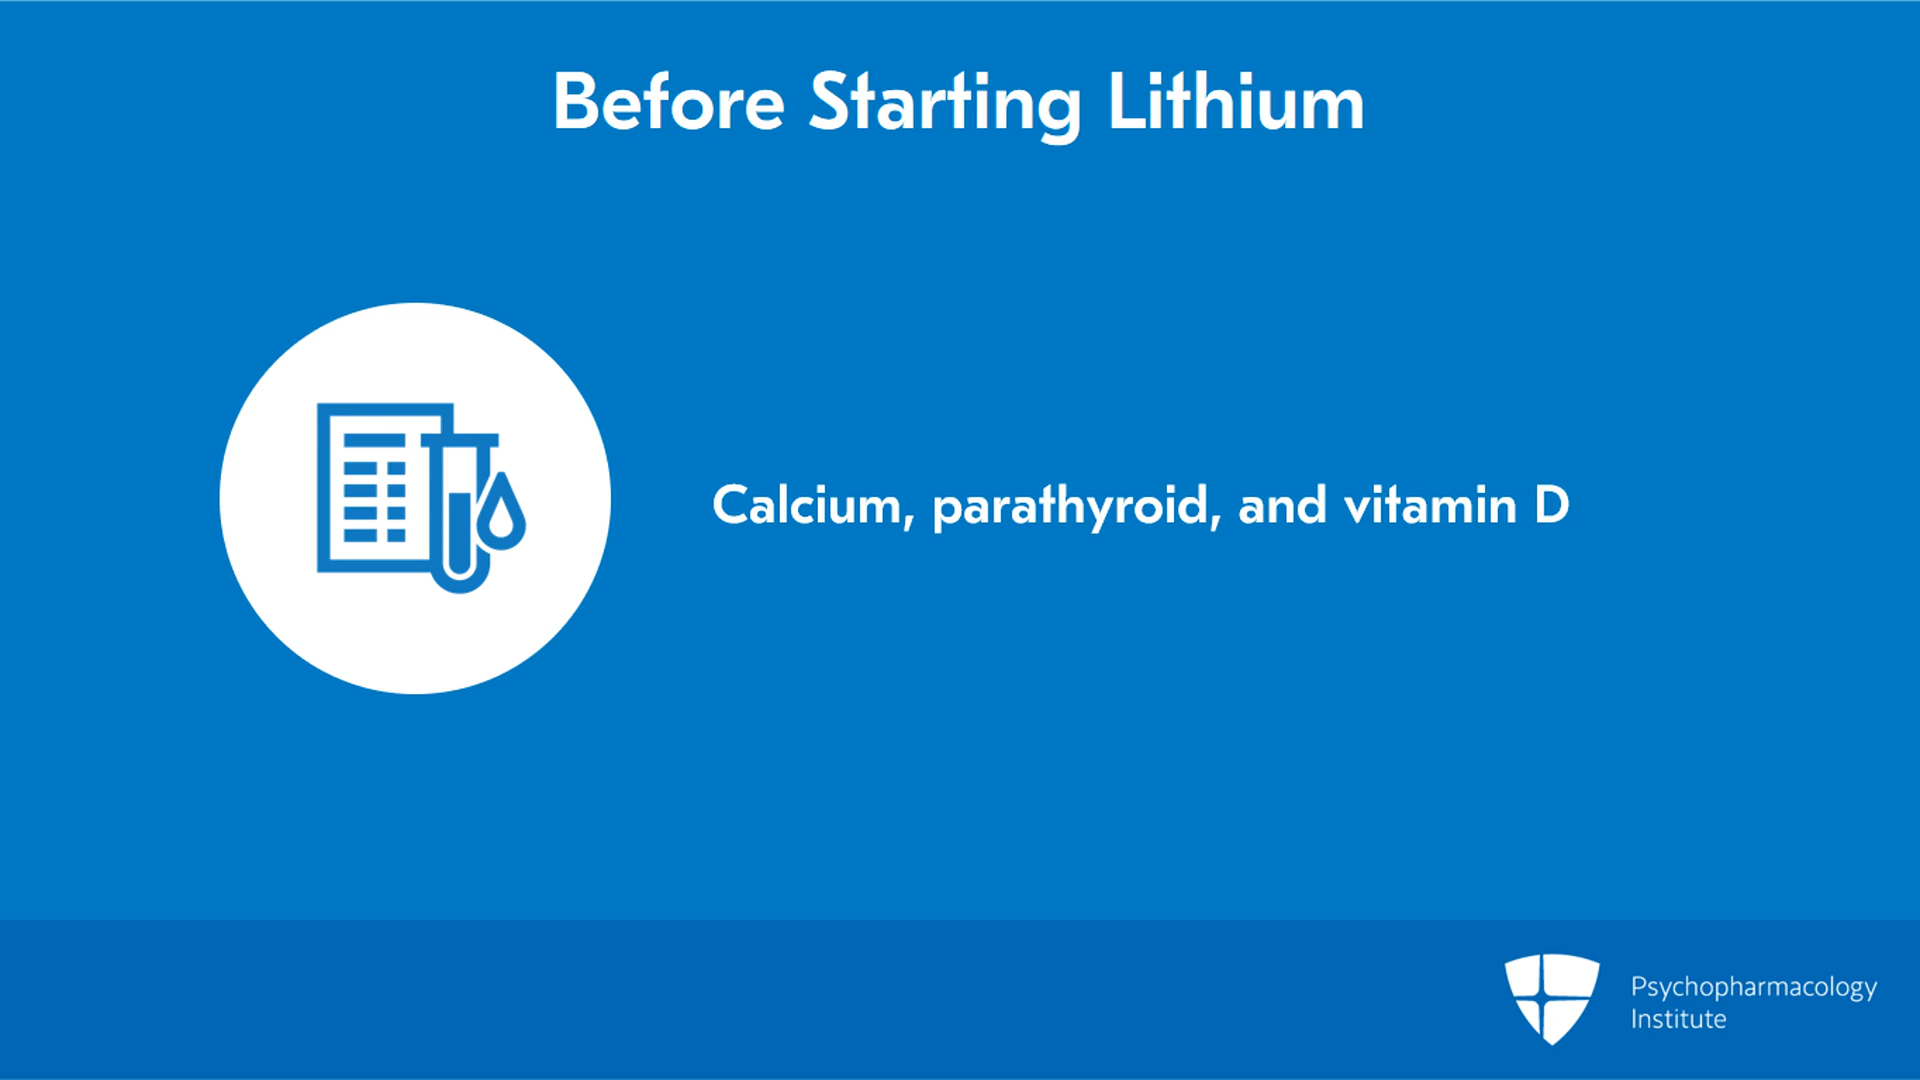 Before Starting Lithium
Calcium, parathyroid, and vitamin D
Psychopharmacology
Institute